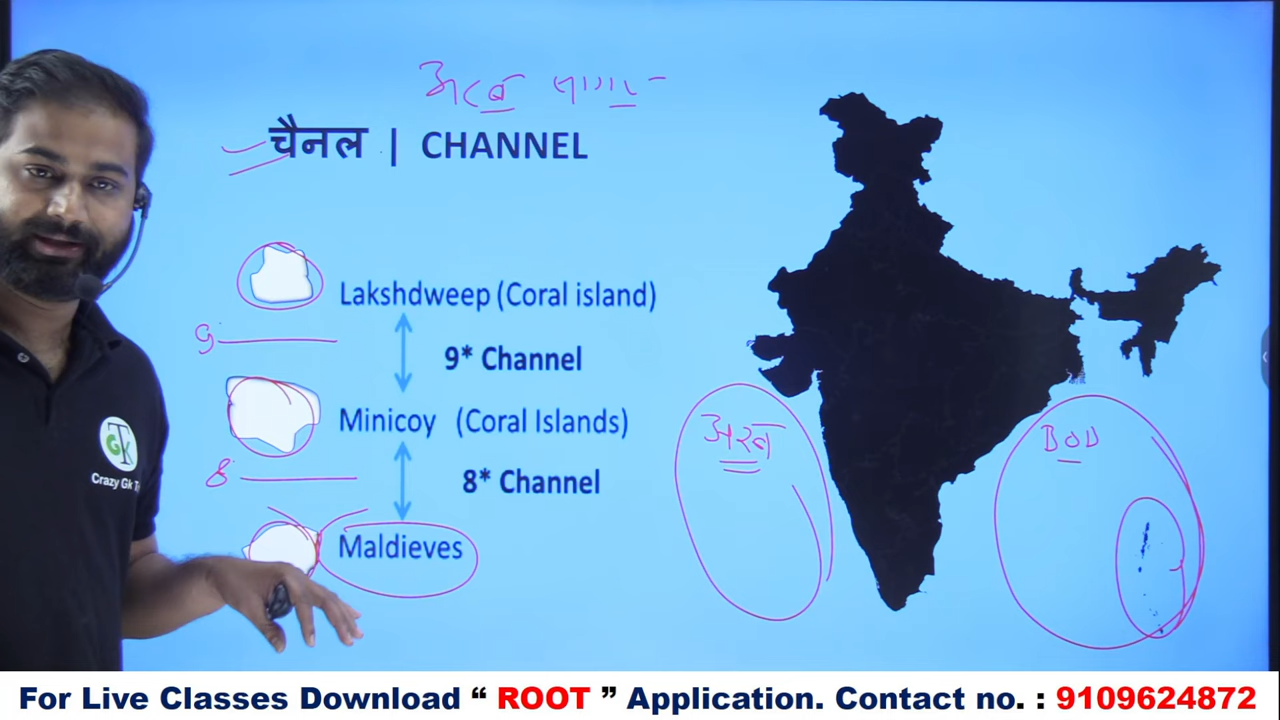 अरब सागर
चैनल | CHANNEL
Lakshdweep (Coral island)
9
9* Channel
Minicoy (Coral Islands)
8
8* Channel
Maldieves
अरब
BOB
GTK
Crazy Gk T
For Live Classes Download “ ROOT ” Application. Contact no. : 9109624872